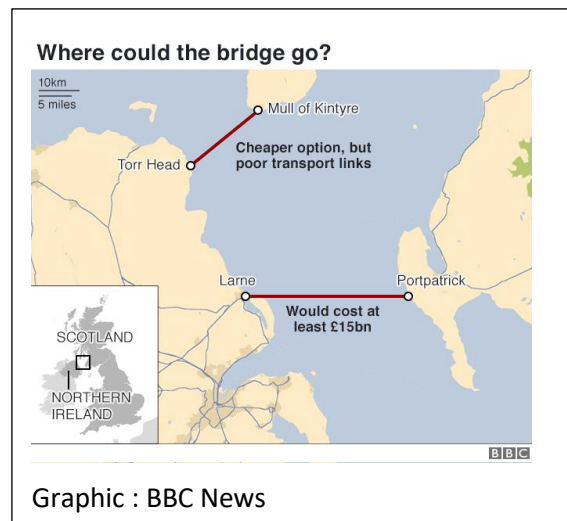 Where could the bridge go?
10km
5 miles
Mull of Kintyre
Cheaper option, but
poor transport links
Torr Head
Larne
Portpatrick
Would cost at
least £15bn
SCOTLAND
NORTHERN
IRELAND
BBC
Graphic : BBC News